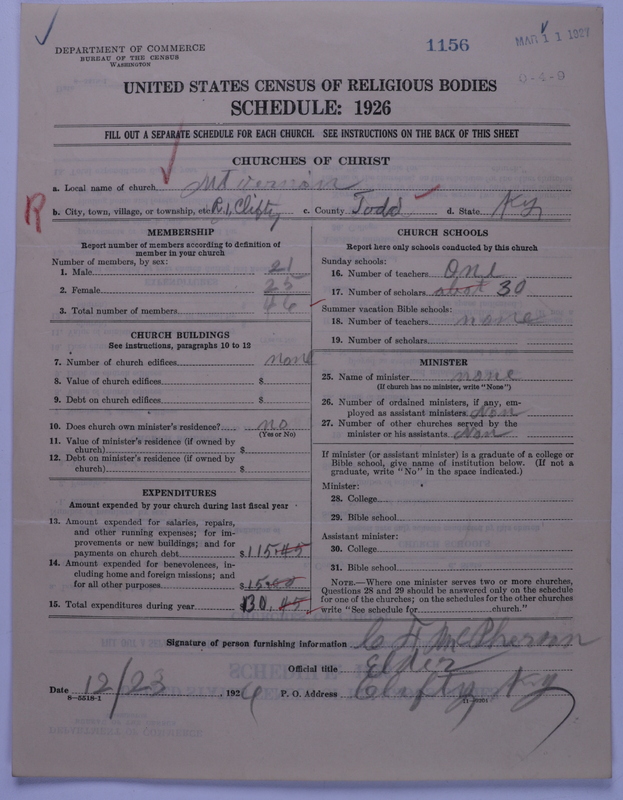 DEPARTMENT OF COMMERCE
BUREAU OF THE CENSUS
WASHINGTON
1156
MAR 11 1927
0-4-9
UNITED STATES CENSUS OF RELIGIOUS BODIES
SCHEDULE: 1926
FILL OUT A SEPARATE SCHEDULE FOR EACH CHURCH. SEE INSTRUCTIONS ON THE BACK OF THIS SHEET
CHURCHES OF CHRIST
a. Local name of church Mt Vernon
R
b. City, town, village, or township, etc. R1, Clifty c. County Todd d. State Ky
MEMBERSHIP
Report number of members according to definition of
member in your church
Number of members, by sex:
1. Male 21
2. Female 25
3. Total number of members 46
CHURCH BUILDINGS
See instructions, paragraphs 10 to 12
7. Number of church edifices none
8. Value of church edifices $
9. Debt on church edifices $
10. Does church own minister's residence? no
(Yes or No)
11. Value of minister's residence (if owned by
church) $
12. Debt on minister's residence (if owned by
church) $
EXPENDITURES
Amount expended by your church during last fiscal year
13. Amount expended for salaries, repairs,
and other running expenses; for im-
provements or new buildings; and for
payments on church debt $ 115.45
14. Amount expended for benevolences, in-
cluding home and foreign missions; and
for all other purposes $ 15.00
15. Total expenditures during year $ 130.45
CHURCH SCHOOLS
Report here only schools conducted by this church
Sunday schools:
16. Number of teachers One
17. Number of scholars about 30
Summer vacation Bible schools:
18. Number of teachers none
19. Number of scholars
MINISTER
25. Name of minister none
(If church has no minister, write "None")
26. Number of ordained ministers, if any, em-
ployed as assistant ministers Non
27. Number of other churches served by the
minister or his assistants Non
If minister (or assistant minister) is a graduate of a college or
Bible school, give name of institution below. (If not a
graduate, write "No" in the space indicated.)
Minister:
28. College
29. Bible school
Assistant minister:
30. College
31. Bible school
NOTE.—Where one minister serves two or more churches,
Questions 28 and 29 should be answered only on the schedule
for one of the churches; on the schedules for the other churches
write "See schedule for church."
Signature of person furnishing information C F McPherson
Official title Elder
Date 12/23, 1926 P. O. Address Clifty Ky
8-5518-1